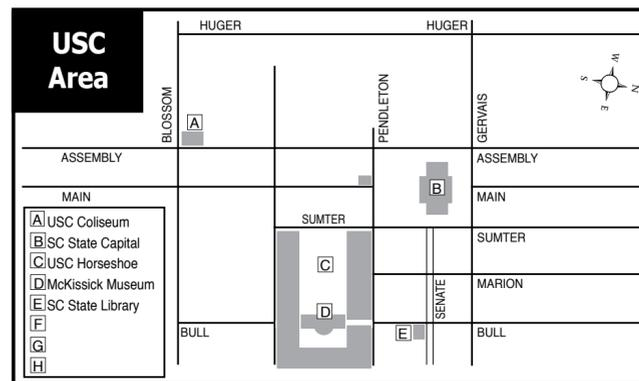 USC
Area
HUGER
HUGER
W
N
S
E
BLOSSOM
PENDLETON
GERVAIS
A
ASSEMBLY
ASSEMBLY
B
MAIN
MAIN
SUMTER
SUMTER
A USC Coliseum
B SC State Capital
C USC Horseshoe
D McKissick Museum
E SC State Library
F
G
H
C
MARION
SENATE
D
BULL
E
BULL